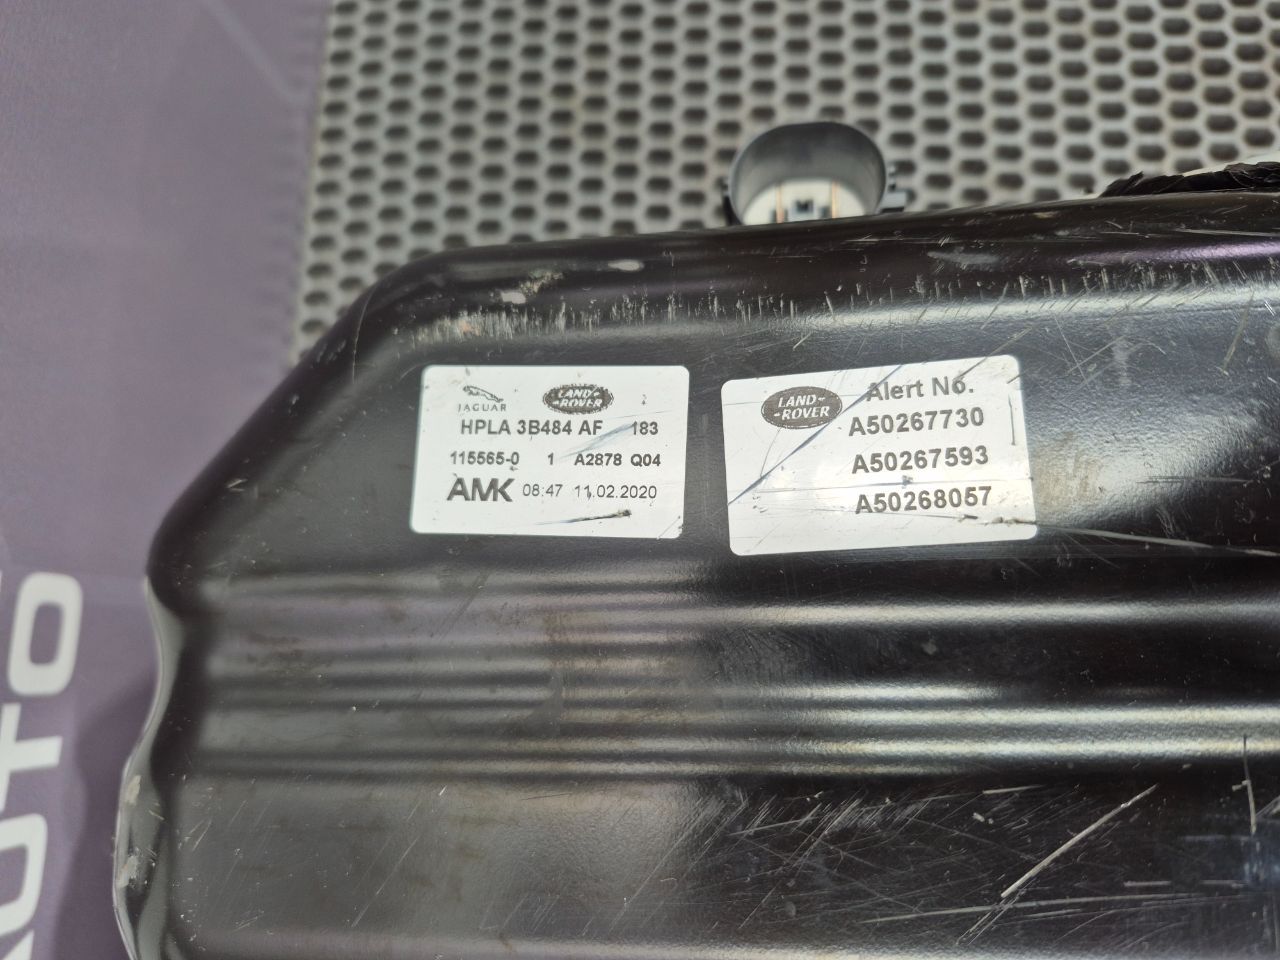 JAGUAR
LAND-
-ROVER
HPLA 3B484 AF 183
115565-0 1 A2878 Q04
AMK 08:47 11.02.2020
LAND-
-ROVER
Alert No.
A50267730
A50267593
A50268057